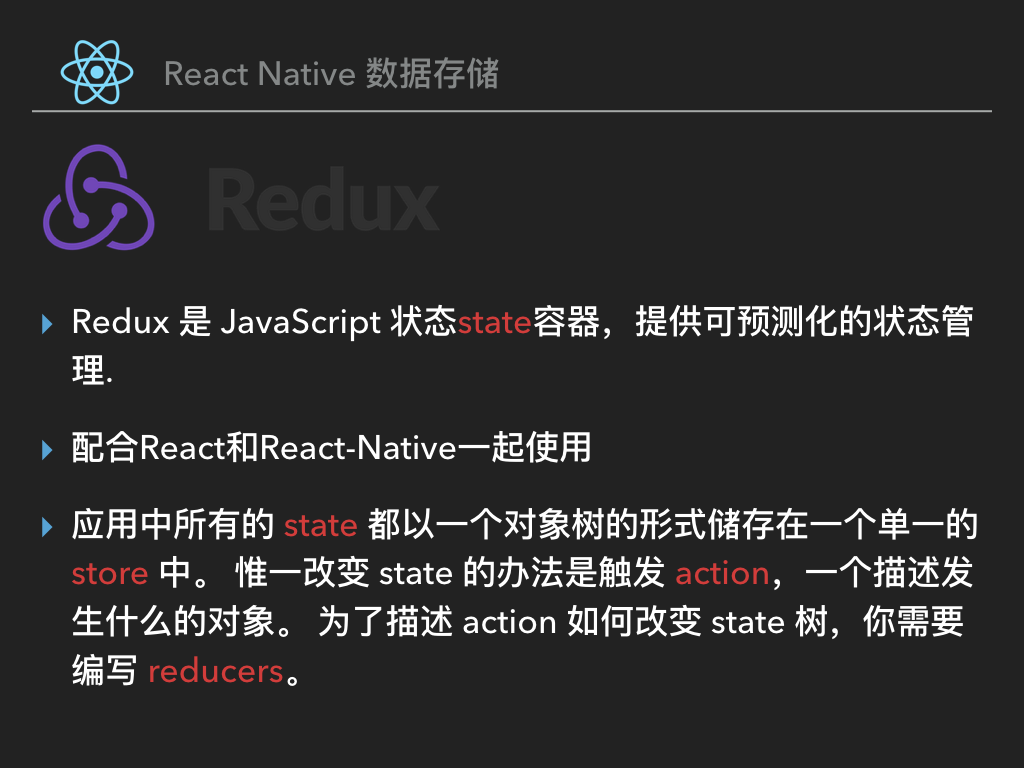 React Native 数据存储
Redux
Redux 是 JavaScript 状态state容器，提供可预测化的状态管
理.
配合React和React-Native一起使用
应用中所有的 state 都以一个对象树的形式储存在一个单一的
store 中。 惟一改变 state 的办法是触发 action，一个描述发
生什么的对象。 为了描述 action 如何改变 state 树，你需要
编写 reducers。